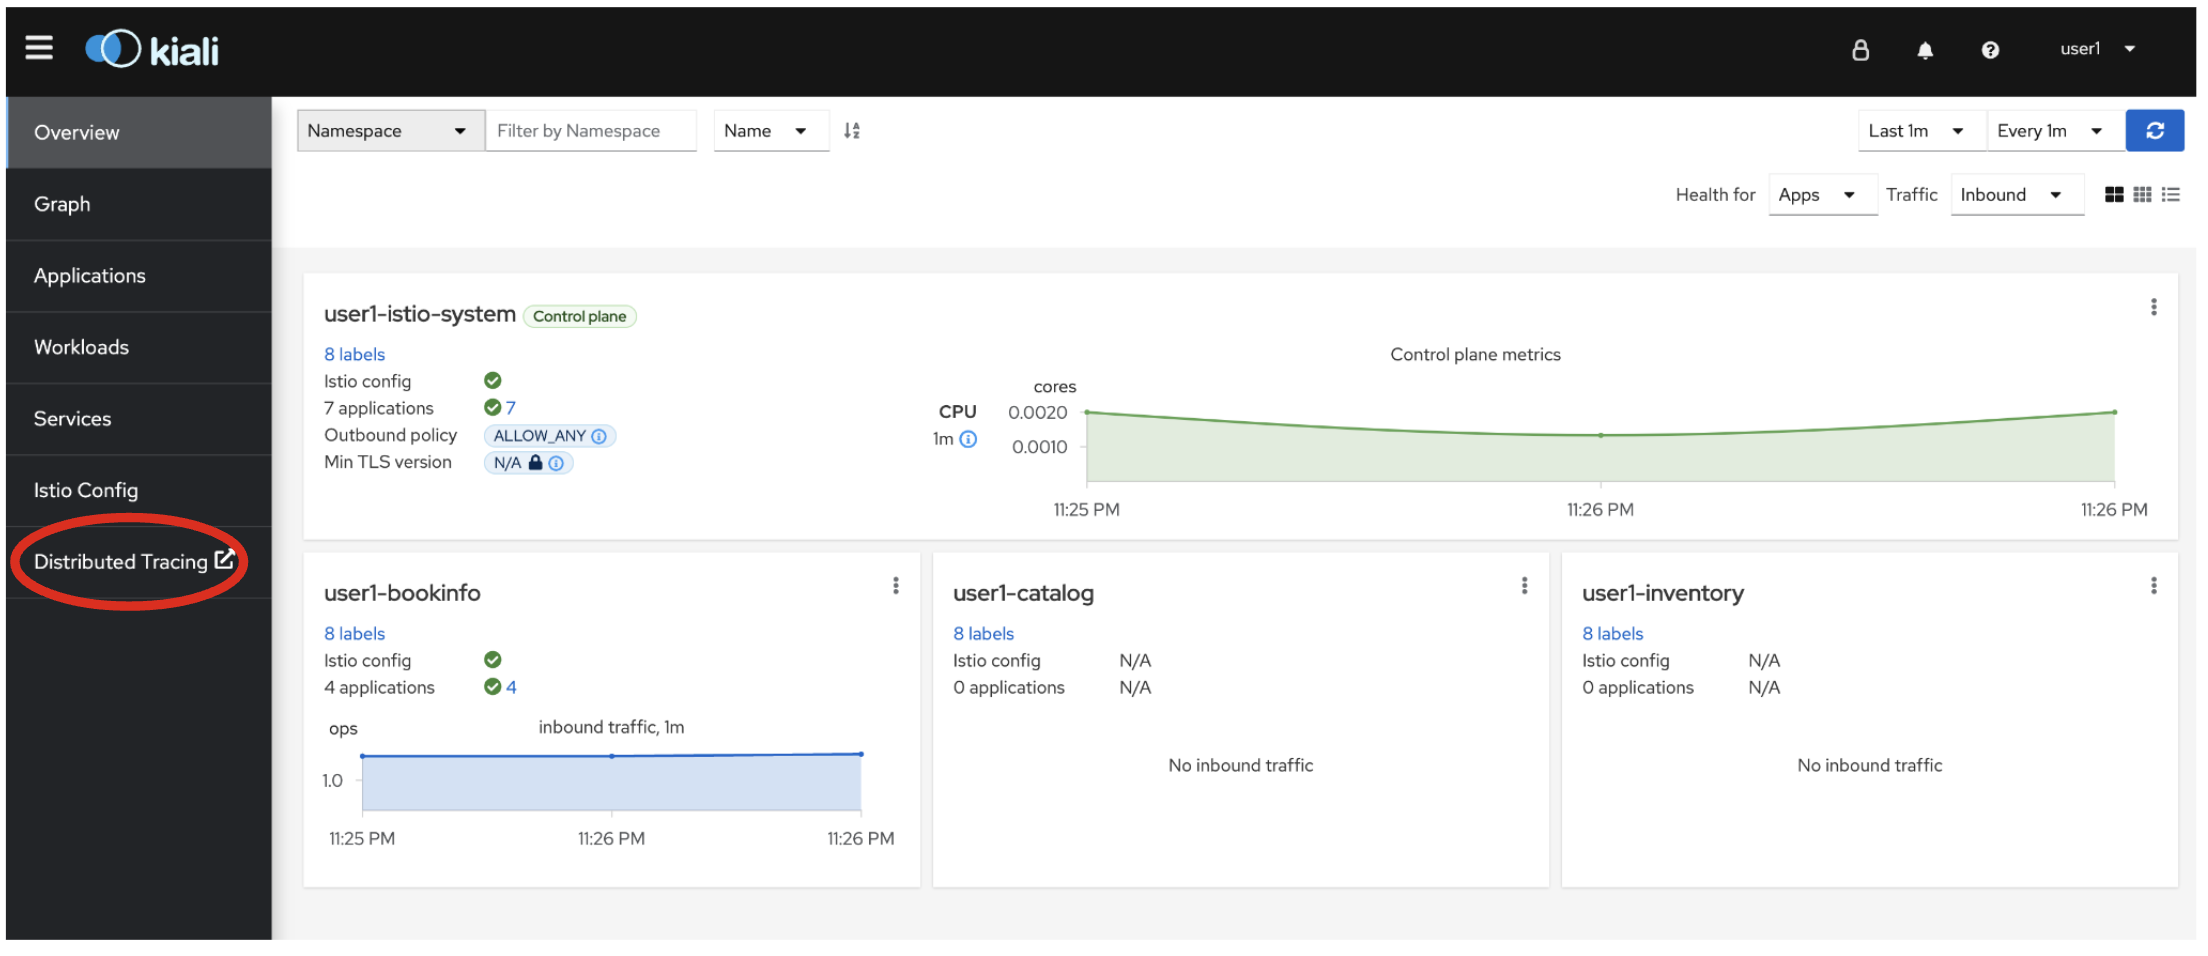 kiali
user1
Overview
Graph
Applications
Workloads
Services
Istio Config
Distributed Tracing
Namespace Filter by Namespace Name
Last 1m Every 1m
Health for Apps Traffic Inbound
user1-istio-system Control plane
8 labels
Istio config
7 applications 7
Outbound policy ALLOW_ANY
Min TLS version N/A
Control plane metrics
cores
CPU
1m
0.0020
0.0010
11:25 PM 11:26 PM 11:26 PM
user1-bookinfo
8 labels
Istio config
4 applications 4
ops
inbound traffic, 1m
1.0
11:25 PM 11:26 PM 11:26 PM
user1-catalog
8 labels
Istio config N/A
0 applications N/A
No inbound traffic
user1-inventory
8 labels
Istio config N/A
0 applications N/A
No inbound traffic